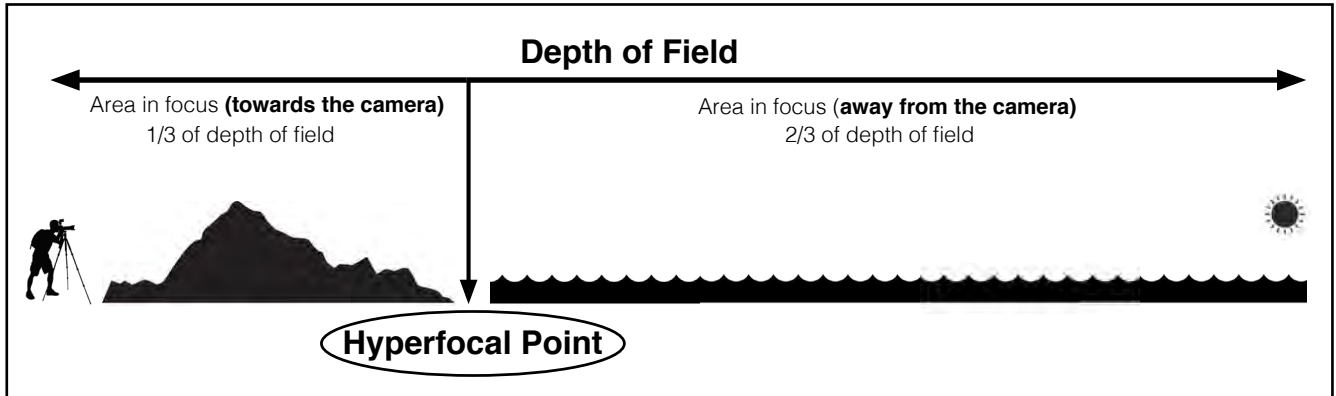 Depth of Field
Area in focus (towards the camera)
1/3 of depth of field
Area in focus (away from the camera)
2/3 of depth of field
Hyperfocal Point